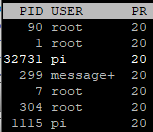 PID USER PR
90 root 20
1 root 20
32731 pi 20
299 message+ 20
7 root 20
304 root 20
1115 pi 20